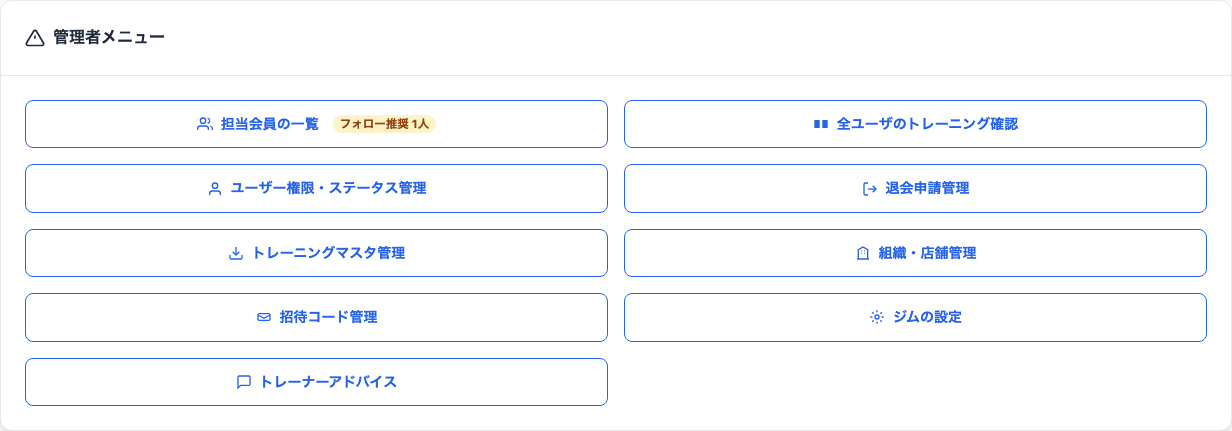 管理者メニュー
担当会員の一覧 フォロー推奨 1人
全ユーザのトレーニング確認
ユーザー権限・ステータス管理
退会申請管理
トレーニングマスタ管理
組織・店舗管理
招待コード管理
ジムの設定
トレーナーアドバイス